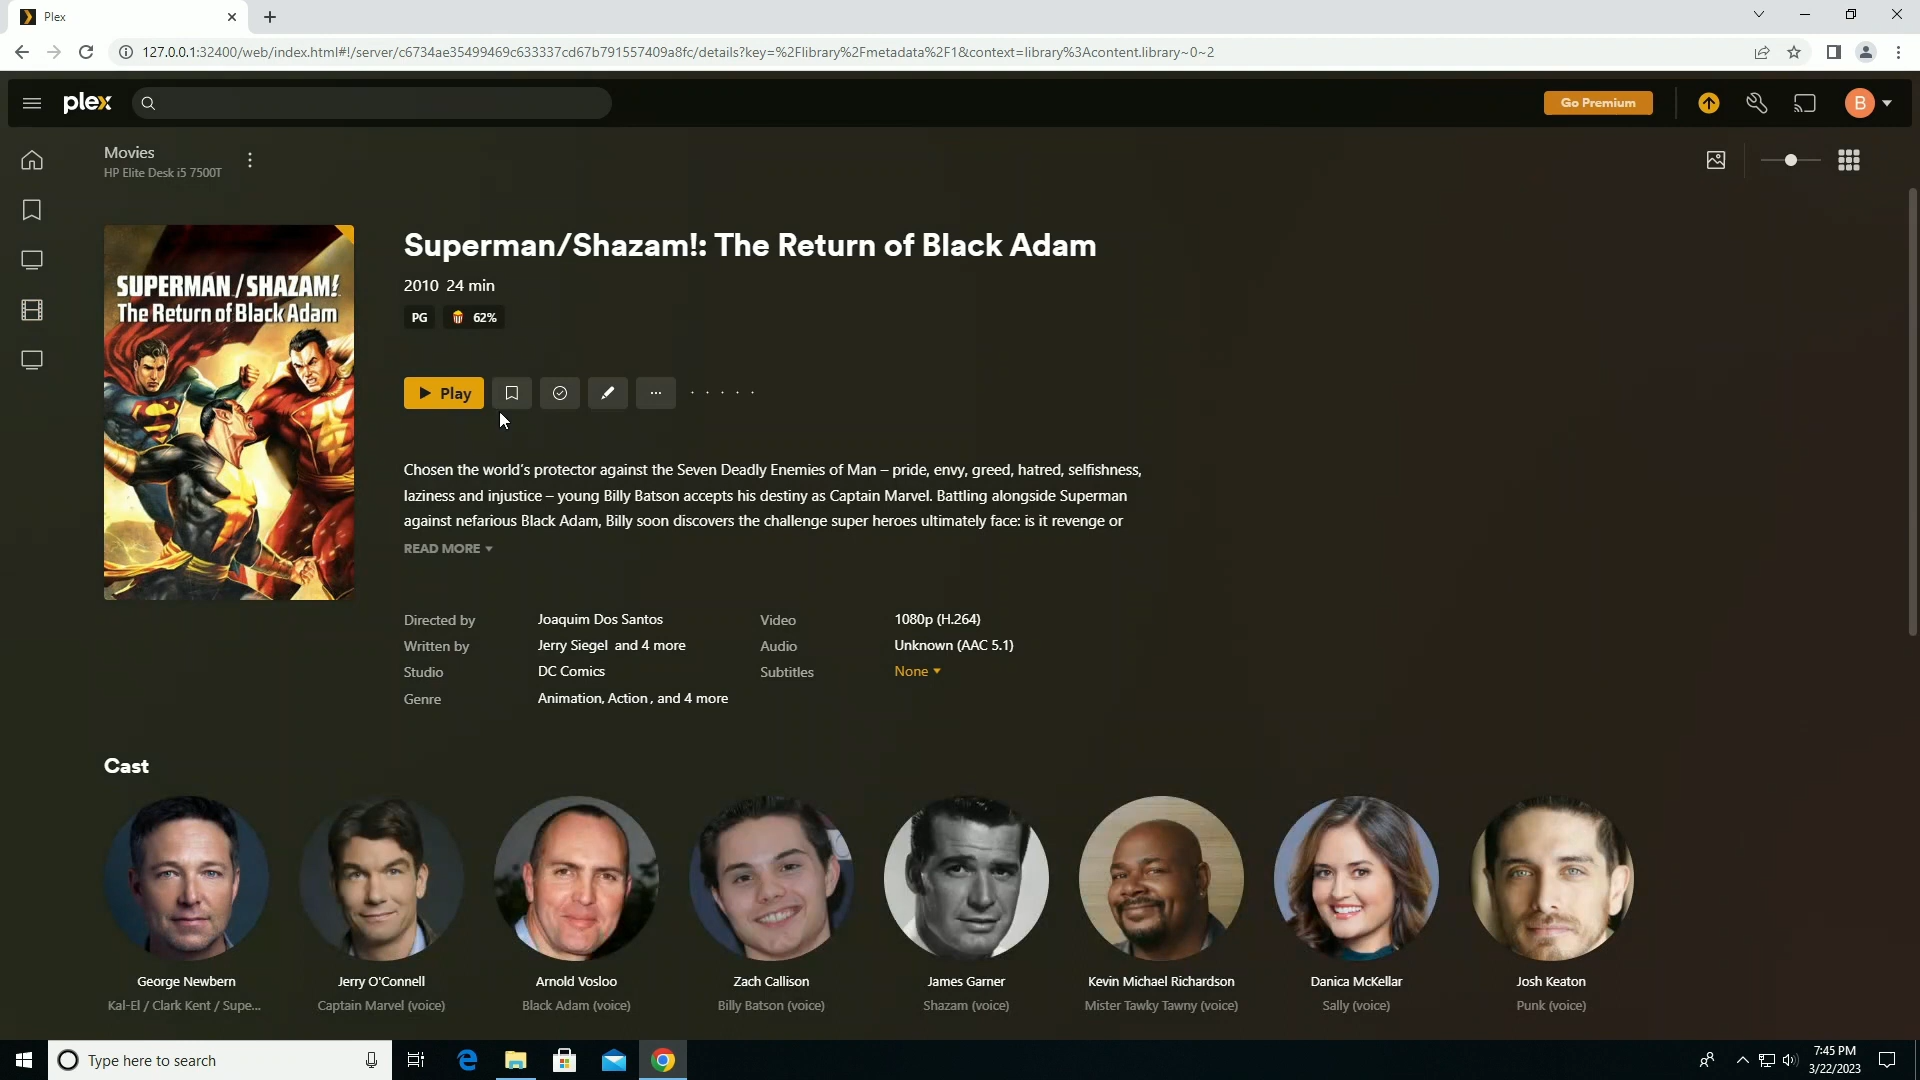 Plex
127.0.0.1:32400/web/index.html#!/server/c6734ae35499469c633337cd67b791557409a8fc/details?key=%2Flibrary%2Fmetadata%2F1&context=library%3Acontent.library~0~2
plex
Go Premium
B
Movies
HP Elite Desk i5 7500T
SUPERMAN/SHAZAM!
The Return of Black Adam
Superman/Shazam!: The Return of Black Adam
2010 24 min
PG 62%
Play
Chosen the world's protector against the Seven Deadly Enemies of Man – pride, envy, greed, hatred, selfishness,
laziness and injustice – young Billy Batson accepts his destiny as Captain Marvel. Battling alongside Superman
against nefarious Black Adam, Billy soon discovers the challenge super heroes ultimately face: is it revenge or
READ MORE
Directed by Joaquim Dos Santos Video 1080p (H.264)
Written by Jerry Siegel and 4 more Audio Unknown (AAC 5.1)
Studio DC Comics Subtitles None
Genre Animation, Action, and 4 more
Cast
George Newbern Jerry O'Connell Arnold Vosloo Zach Callison James Garner Kevin Michael Richardson Danica McKellar Josh Keaton
Kal-El / Clark Kent / Supe... Captain Marvel (voice) Black Adam (voice) Billy Batson (voice) Shazam (voice) Mister Tawky Tawny (voice) Sally (voice) Punk (voice)
Type here to search
7:45 PM
3/22/2023